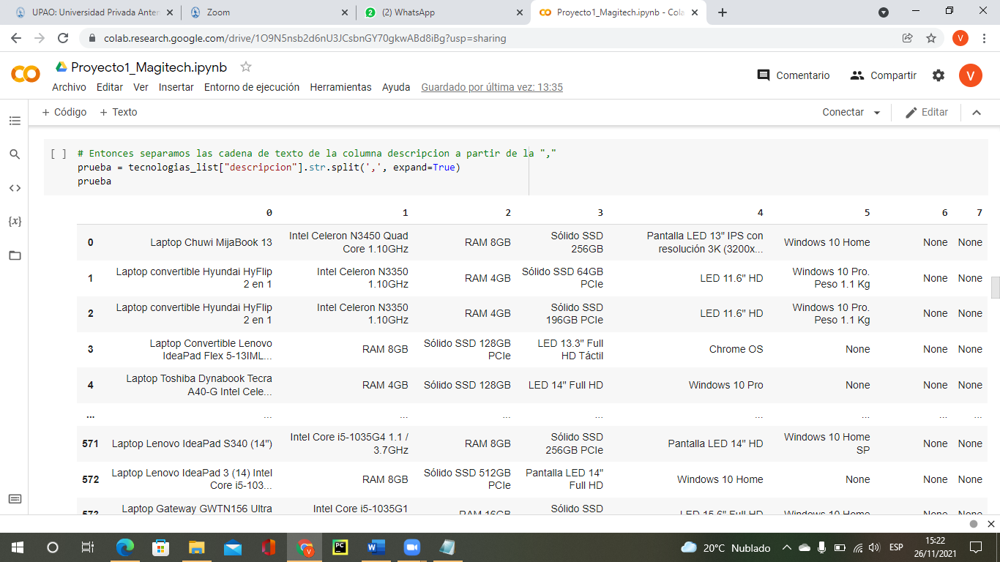 UPAO: Universidad Privada Anter
Zoom
(2) WhatsApp
Proyecto1_Magitech.ipynb - Cola
colab.research.google.com/drive/1O9N5nsb2d6nU3JCsbnGY70gkwABd8iBg?usp=sharing
V
Proyecto1_Magitech.ipynb
Comentario
Compartir
V
Archivo Editar Ver Insertar Entorno de ejecución Herramientas Ayuda Guardado por última vez: 13:35
+ Código + Texto
Conectar
Editar
[ ] # Entonces separamos las cadena de texto de la columna descripcion a partir de la ","
prueba = tecnologias_list["descripcion"].str.split(',', expand=True)
prueba
0 1 2 3 4 5 6 7
0 Laptop Chuwi MijaBook 13 Intel Celeron N3450 Quad Core 1.10GHz RAM 8GB Sólido SSD 256GB Pantalla LED 13" IPS con resolución 3K (3200x... Windows 10 Home None None
1 Laptop convertible Hyundai HyFlip 2 en 1 Intel Celeron N3350 1.10GHz RAM 4GB Sólido SSD 64GB PCIe LED 11.6" HD Windows 10 Pro. Peso 1.1 Kg None None
2 Laptop convertible Hyundai HyFlip 2 en 1 Intel Celeron N3350 1.10GHz RAM 4GB Sólido SSD 196GB PCIe LED 11.6" HD Windows 10 Pro. Peso 1.1 Kg None None
3 Laptop Convertible Lenovo IdeaPad Flex 5-13IML... RAM 8GB Sólido SSD 128GB PCIe LED 13.3" Full HD Táctil Chrome OS None None None
4 Laptop Toshiba Dynabook Tecra A40-G Intel Cele... RAM 4GB Sólido SSD 128GB LED 14" Full HD Windows 10 Pro None None None
... ... ... ... ... ... ... ... ...
571 Laptop Lenovo IdeaPad S340 (14") Intel Core i5-1035G4 1.1 / 3.7GHz RAM 8GB Sólido SSD 256GB PCIe Pantalla LED 14" HD Windows 10 Home SP None None
572 Laptop Lenovo IdeaPad 3 (14) Intel Core i5-103... RAM 8GB Sólido SSD 512GB PCIe Pantalla LED 14" Full HD Windows 10 Home None None None
573 Laptop Gateway GWTN156 Ultra Intel Core i5-1035G1 RAM 16GB Sólido SSD LED 15.6" Full HD Windows 10 Home None None
20°C Nublado
ESP
15:22
26/11/2021